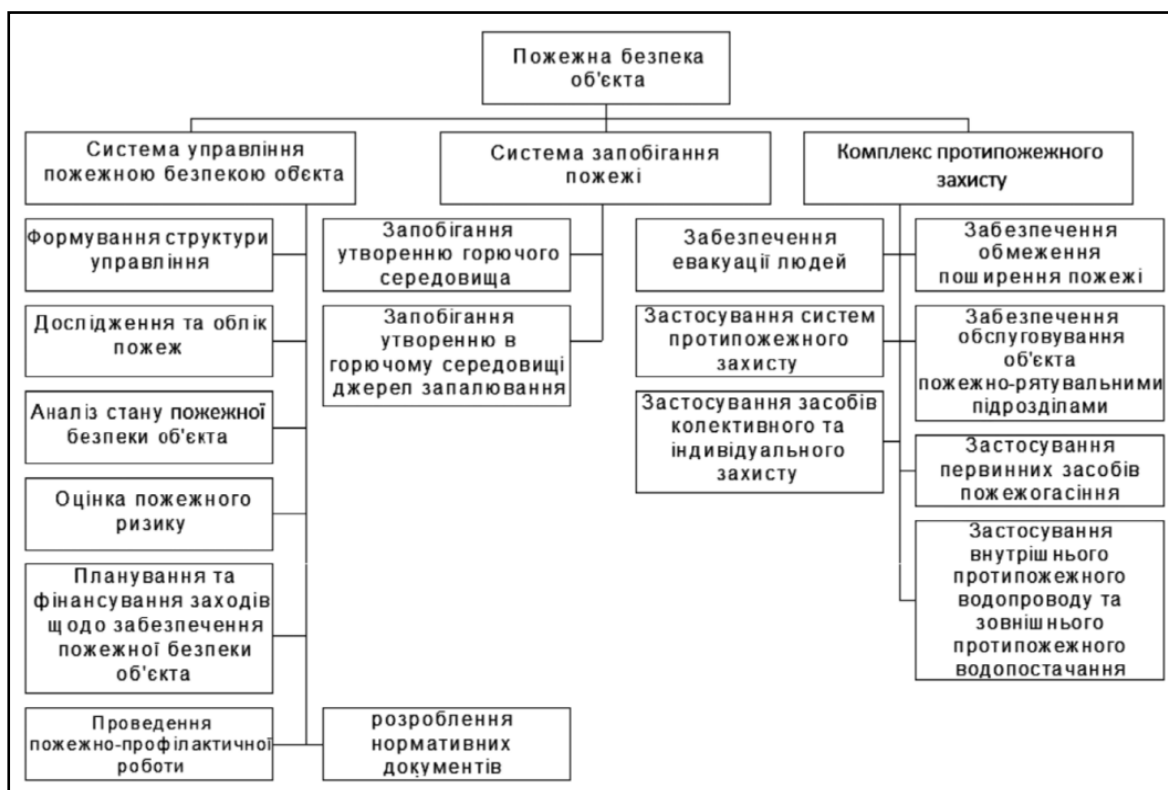 Пожежна безпека
об'єкта
Система управління
пожежною безпекою об'єкта
Система запобігання
пожежі
Комплекс протипожежного
захисту
Формування структури
управління
Дослідження та облік
пожеж
Аналіз стану пожежної
безпеки об'єкта
Оцінка пожежного
ризику
Планування та
фінансування заходів
щодо забезпечення
пожежної безпеки
об'єкта
Проведення
пожежно-профілактичної
роботи
розроблення
нормативних
документів
Запобігання
утворенню горючого
середовища
Запобігання
утворенню в
горючому середовищі
джерел запалювання
Забезпечення
евакуації людей
Застосування систем
протипожежного
захисту
Застосування засобів
колективного та
індивідуального
захисту
Забезпечення
обмеження
поширення пожежі
Забезпечення
обслуговування
об'єкта
пожежно-рятувальними
підрозділами
Застосування
первинних засобів
пожежогасіння
Застосування
внутрішнього
протипожежного
водопроводу та
зовнішнього
протипожежного
водопостачання